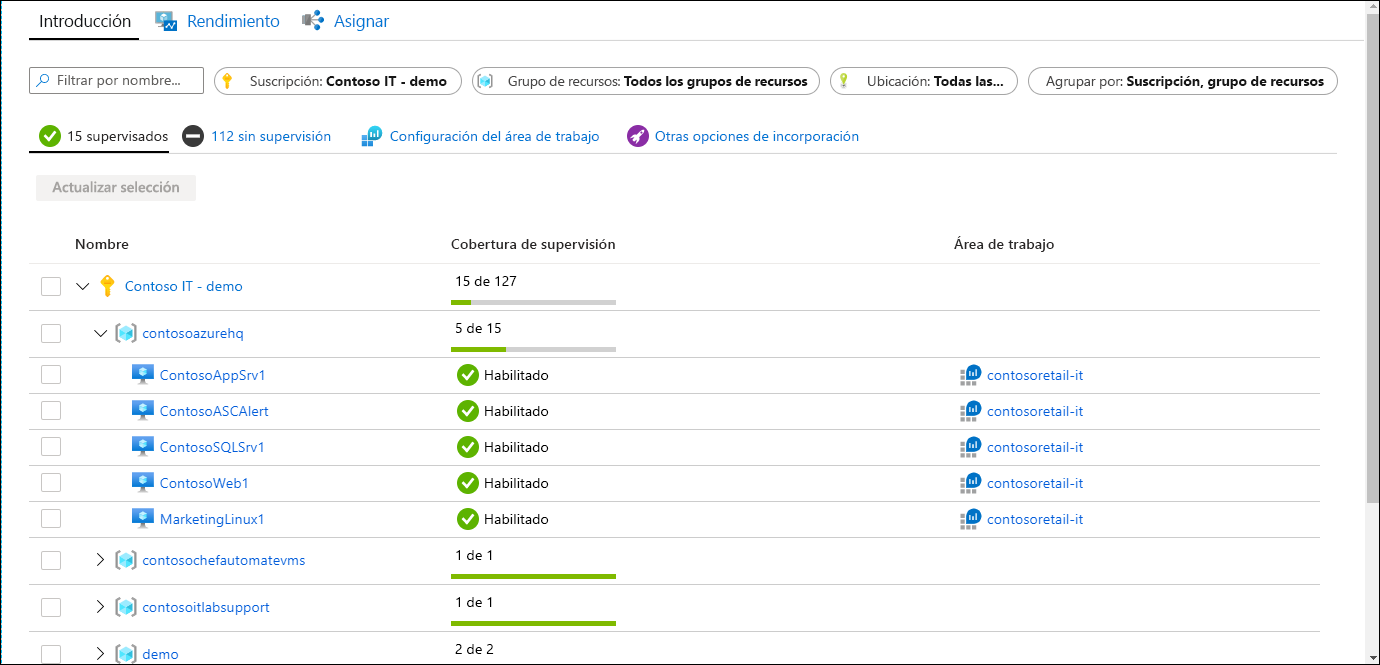 Introducción Rendimiento Asignar
Filtrar por nombre... Suscripción: Contoso IT - demo Grupo de recursos: Todos los grupos de recursos Ubicación: Todas las... Agrupar por: Suscripción, grupo de recursos
15 supervisados 112 sin supervisión Configuración del área de trabajo Otras opciones de incorporación
Actualizar selección
Nombre Cobertura de supervisión Área de trabajo
Contoso IT - demo 15 de 127
contosoazurehq 5 de 15
ContosoAppSrv1 Habilitado contosoretail-it
ContosoASCAlert Habilitado contosoretail-it
ContosoSQLSrv1 Habilitado contosoretail-it
ContosoWeb1 Habilitado contosoretail-it
MarketingLinux1 Habilitado contosoretail-it
contosochefautomatevms 1 de 1
contosoitlabsupport 1 de 1
demo 2 de 2